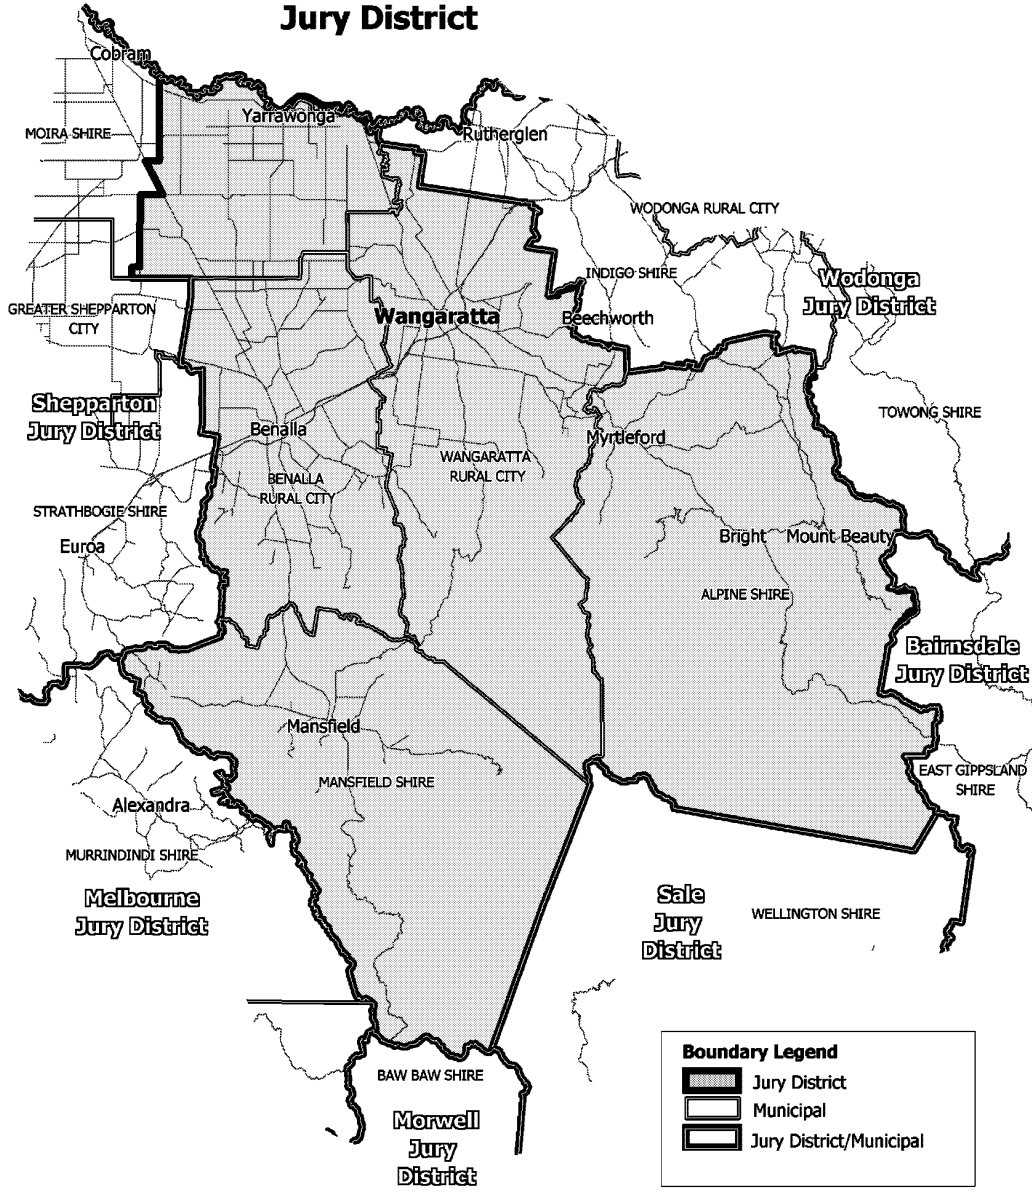 Jury District
Cobram
Yarrawonga
MOIRA SHIRE
Rutherglen
WODONGA RURAL CITY
INDIGO SHIRE
Wodonga
Jury District
GREATER SHEPPARTON
CITY
Wangaratta
Beechworth
Shepparton
Jury District
TOWONG SHIRE
Benalla
Myrtleford
WANGARATTA
RURAL CITY
BENALLA
RURAL CITY
STRATHBOGIE SHIRE
Euroa
Bright
Mount Beauty
ALPINE SHIRE
Bairnsdale
Jury District
Mansfield
MANSFIELD SHIRE
EAST GIPPSLAND
SHIRE
Alexandra
MURRINDINDI SHIRE
Melbourne
Jury District
Sale
Jury
District
WELLINGTON SHIRE
BAW BAW SHIRE
Morwell
Jury
District
Boundary Legend
Jury District
Municipal
Jury District/Municipal